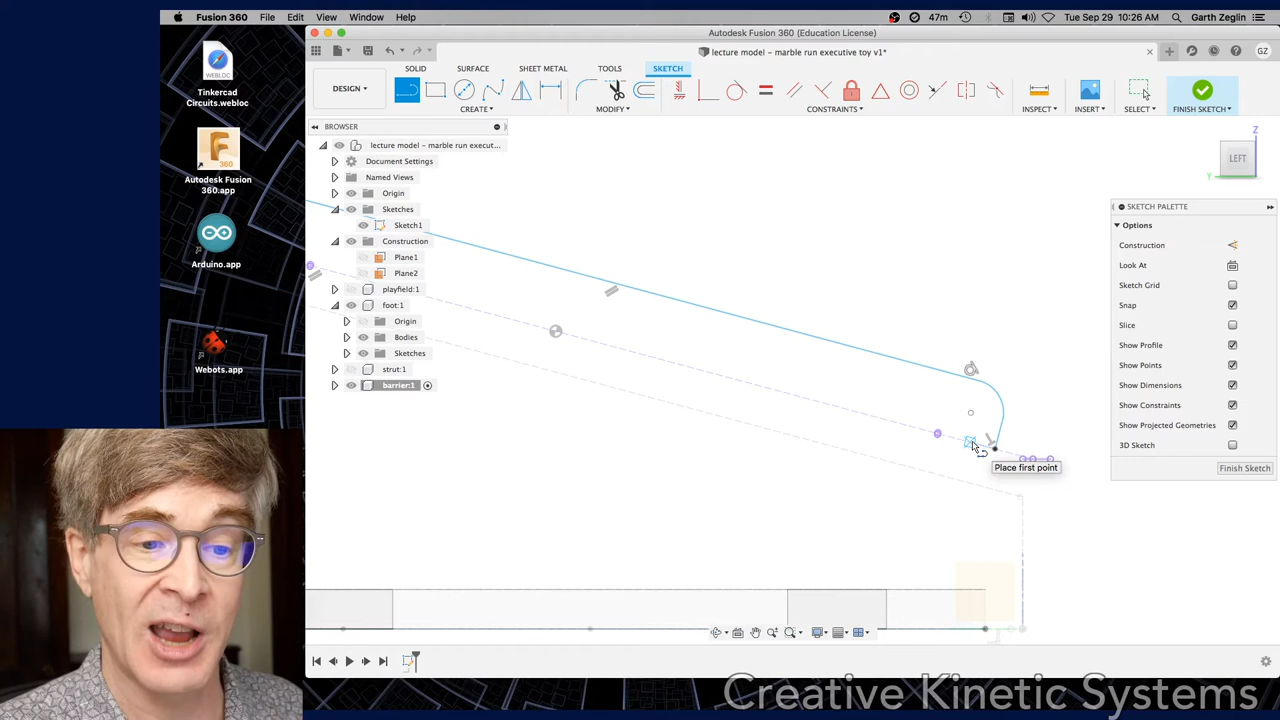 Fusion 360 File Edit View Window Help 47m Tue Sep 29 10:26 AM Garth Zeglin
Autodesk Fusion 360 (Education License)
lecture model – marble run executive toy v1*
GZ
SOLID SURFACE SHEET METAL TOOLS SKETCH
DESIGN
CREATE MODIFY CONSTRAINTS INSPECT INSERT SELECT FINISH SKETCH
WEBLOC
Tinkercad
Circuits.webloc
360
Autodesk Fusion
360.app
Arduino.app
Webots.app
BROWSER
lecture model – marble run execut...
Document Settings
Named Views
Origin
Sketches
Sketch1
Construction
Plane1
Plane2
playfield:1
foot:1
Origin
Bodies
Sketches
strut:1
barrier:1
Z
LEFT
Y
SKETCH PALETTE
Options
Construction
Look At
Sketch Grid
Snap
Slice
Show Profile
Show Points
Show Dimensions
Show Constraints
Show Projected Geometries
3D Sketch
Finish Sketch
Place first point
Creative Kinetic Systems